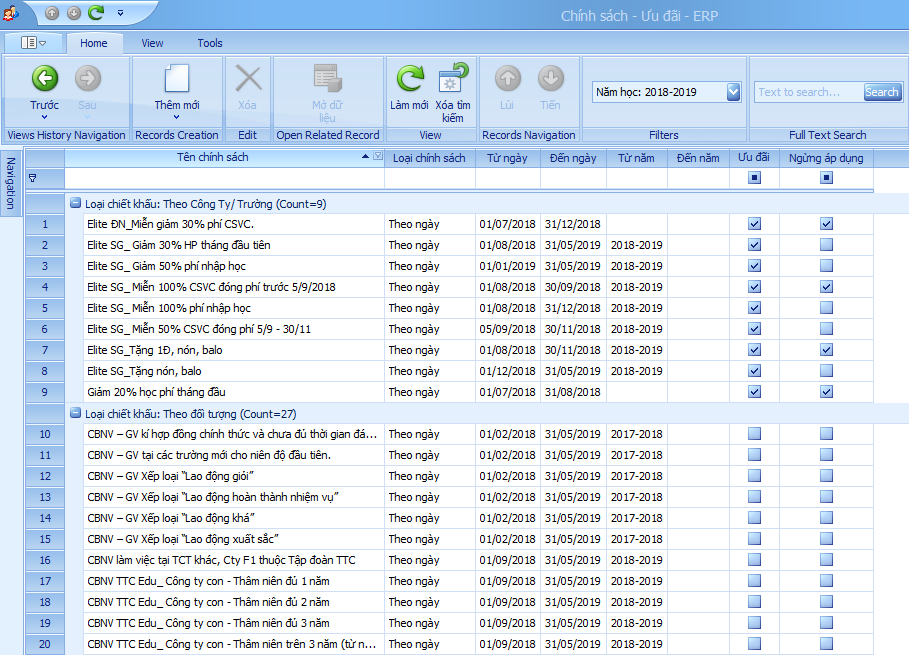 Chính sách - Ưu đãi - ERP
Home View Tools
Trước Sau Thêm mới Xóa Mở dữ liệu Làm mới Xóa tìm kiếm Lùi Tiến Năm học: 2018-2019 Text to search... Search
Views History Navigation Records Creation Edit Open Related Record View Records Navigation Filters Full Text Search
Navigation
Tên chính sách Loại chính sách Từ ngày Đến ngày Từ năm Đến năm Ưu đãi Ngừng áp dụng
Loại chiết khấu: Theo Công Ty/ Trường (Count=9)
1 Elite ĐN_Miễn giảm 30% phí CSVC. Theo ngày 01/07/2018 31/12/2018
2 Elite SG_ Giảm 30% HP tháng đầu tiên Theo ngày 01/08/2018 31/05/2019 2018-2019
3 Elite SG_ Giảm 50% phí nhập học Theo ngày 01/01/2019 31/05/2019 2018-2019
4 Elite SG_ Miễn 100% CSVC đóng phí trước 5/9/2018 Theo ngày 01/08/2018 30/09/2018 2018-2019
5 Elite SG_ Miễn 100% phí nhập học Theo ngày 01/08/2018 31/12/2018 2018-2019
6 Elite SG_ Miễn 50% CSVC đóng phí 5/9 - 30/11 Theo ngày 05/09/2018 30/11/2018 2018-2019
7 Elite SG_Tặng 1Đ, nón, balo Theo ngày 01/08/2018 30/11/2018 2018-2019
8 Elite SG_Tặng nón, balo Theo ngày 01/12/2018 31/05/2019 2018-2019
9 Giảm 20% học phí tháng đầu Theo ngày 01/07/2018 31/08/2018
Loại chiết khấu: Theo đối tượng (Count=27)
10 CBNV – GV kí hợp đồng chính thức và chưa đủ thời gian đá... Theo ngày 01/02/2018 31/05/2019 2017-2018
11 CBNV – GV tại các trường mới cho niên độ đầu tiên. Theo ngày 01/02/2018 31/05/2019 2017-2018
12 CBNV – GV Xếp loại “Lao động giỏi” Theo ngày 01/02/2018 31/05/2019 2017-2018
13 CBNV – GV Xếp loại “Lao động hoàn thành nhiệm vụ” Theo ngày 01/02/2018 31/05/2019 2017-2018
14 CBNV – GV Xếp loại “Lao động khá” Theo ngày 01/02/2018 31/05/2019 2017-2018
15 CBNV – GV Xếp loại “Lao động xuất sắc” Theo ngày 01/02/2018 31/05/2019 2017-2018
16 CBNV làm việc tại TCT khác, Cty F1 thuộc Tập đoàn TTC Theo ngày 01/09/2018 31/05/2019 2018-2019
17 CBNV TTC Edu_ Công ty con - Thâm niên đủ 1 năm Theo ngày 01/09/2018 31/05/2019 2018-2019
18 CBNV TTC Edu_ Công ty con - Thâm niên đủ 2 năm Theo ngày 01/09/2018 31/05/2019 2018-2019
19 CBNV TTC Edu_ Công ty con - Thâm niên đủ 3 năm Theo ngày 01/09/2018 31/05/2019 2018-2019
20 CBNV TTC Edu_ Công ty con - Thâm niên trên 3 năm (từ n... Theo ngày 01/09/2018 31/05/2019 2018-2019